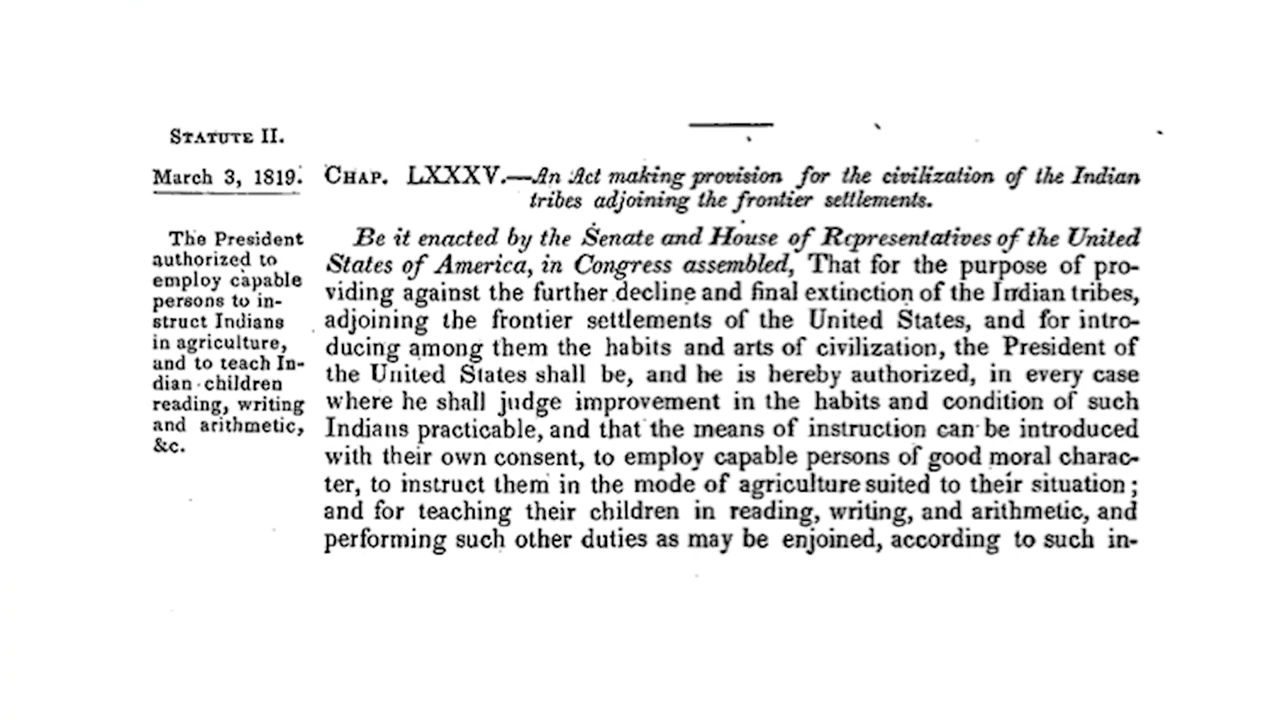 STATUTE II.
March 3, 1819.
CHAP. LXXXV.—An Act making provision for the civilization of the Indian
tribes adjoining the frontier settlements.
The President
authorized to
employ capable
persons to in-
struct Indians
in agriculture,
and to teach In-
dian children
reading, writing
and arithmetic,
&c.
Be it enacted by the Senate and House of Representatives of the United
States of America, in Congress assembled, That for the purpose of pro-
viding against the further decline and final extinction of the Indian tribes,
adjoining the frontier settlements of the United States, and for intro-
ducing among them the habits and arts of civilization, the President of
the United States shall be, and he is hereby authorized, in every case
where he shall judge improvement in the habits and condition of such
Indians practicable, and that the means of instruction can be introduced
with their own consent, to employ capable persons of good moral charac-
ter, to instruct them in the mode of agriculture suited to their situation;
and for teaching their children in reading, writing, and arithmetic, and
performing such other duties as may be enjoined, according to such in-